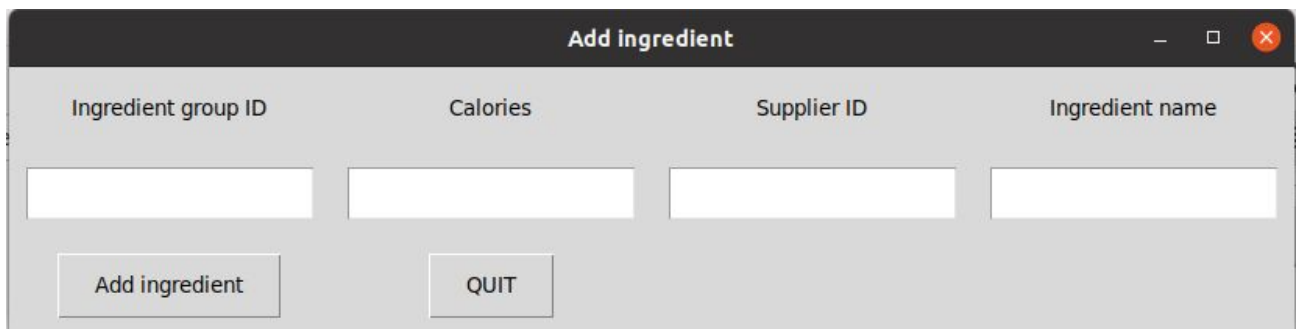 Add ingredient
Ingredient group ID Calories Supplier ID Ingredient name
Add ingredient QUIT